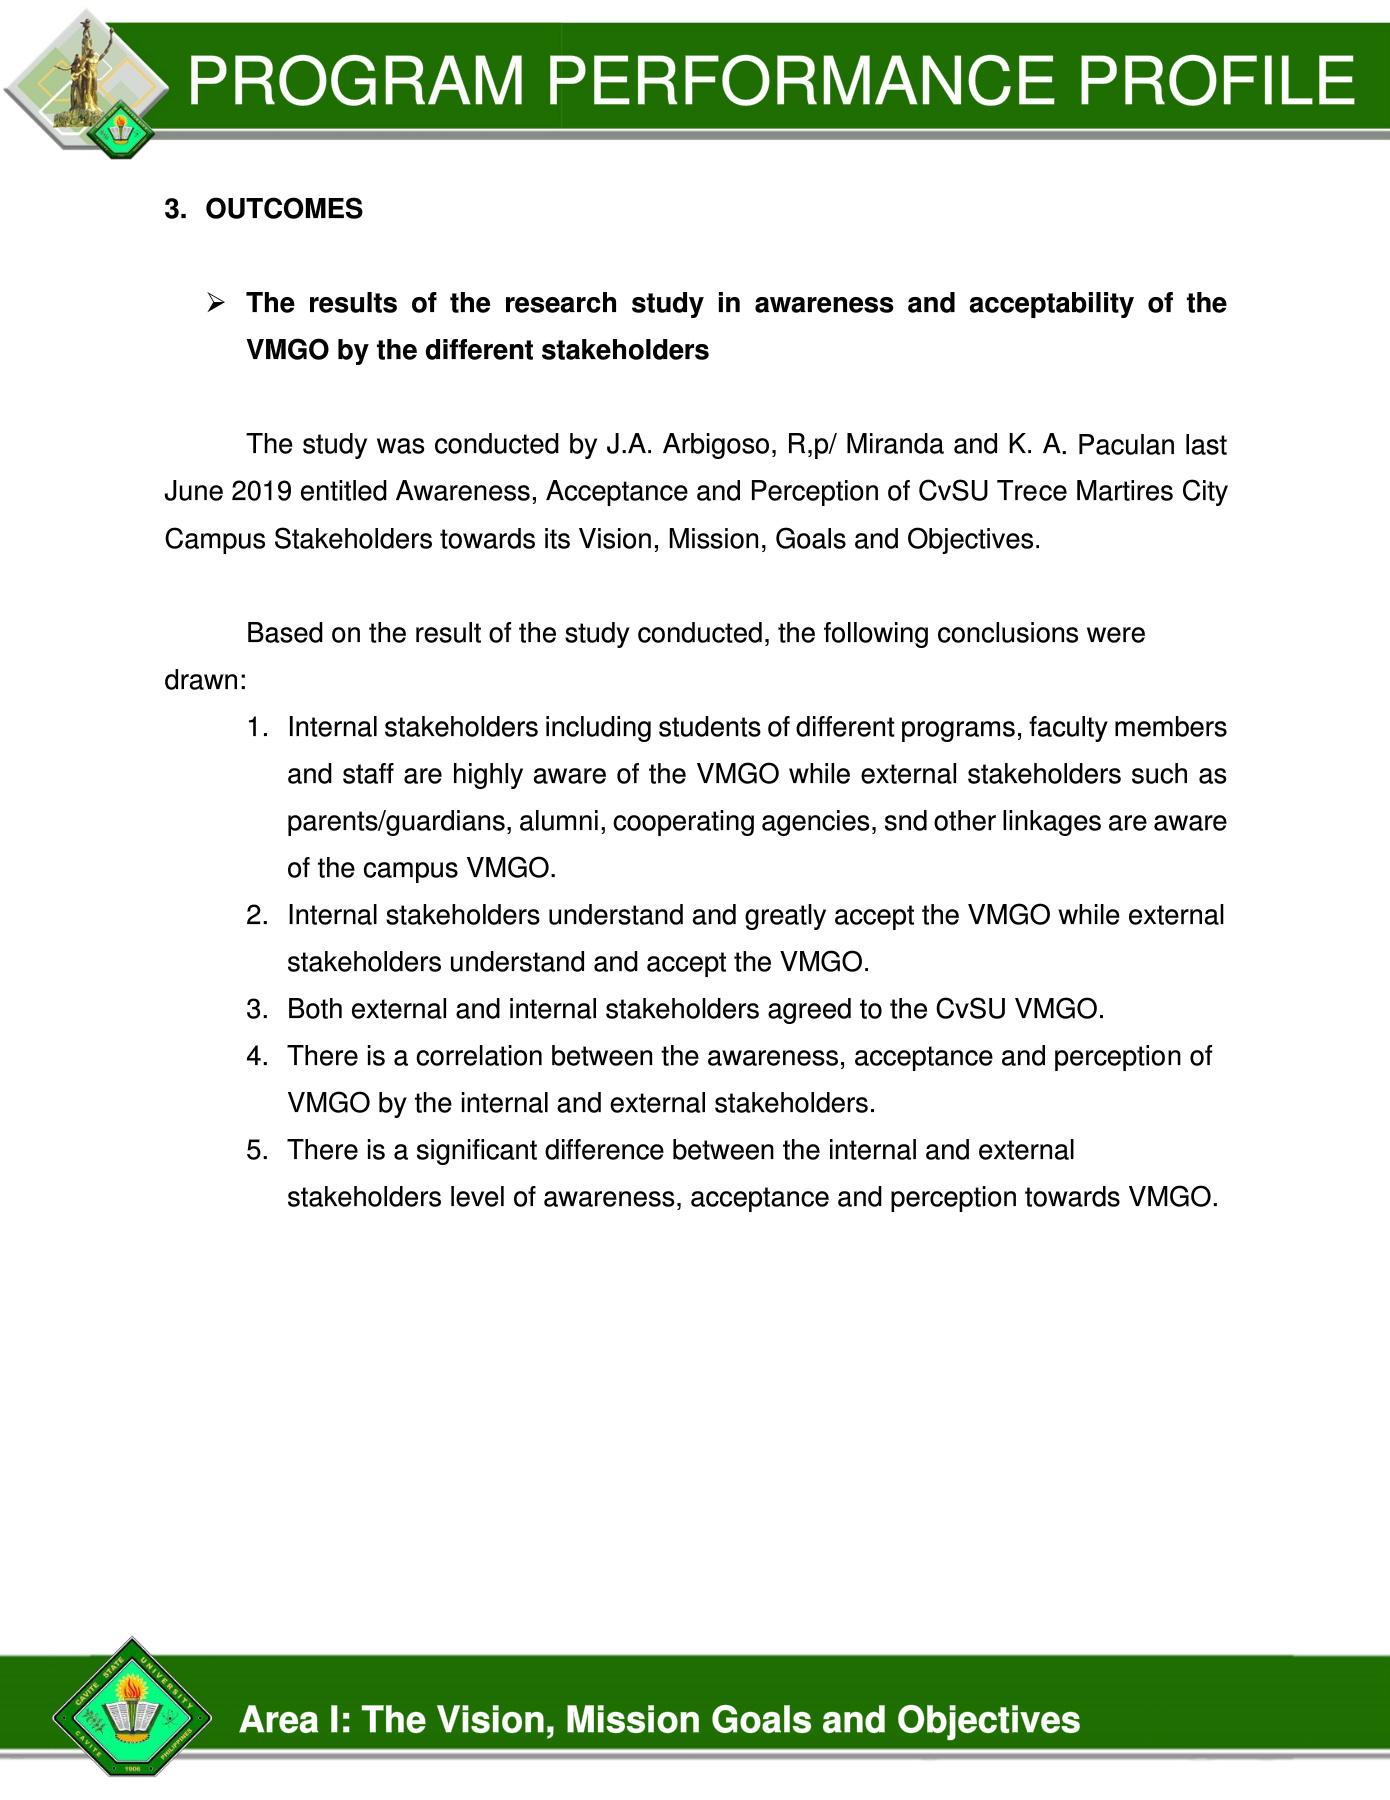 PROGRAM PERFORMANCE PROFILE
3. OUTCOMES
➢ The results of the research study in awareness and acceptability of the
VMGO by the different stakeholders
The study was conducted by J.A. Arbigoso, R,p/ Miranda and K. A. Paculan last
June 2019 entitled Awareness, Acceptance and Perception of CvSU Trece Martires City
Campus Stakeholders towards its Vision, Mission, Goals and Objectives.
Based on the result of the study conducted, the following conclusions were
drawn:
1. Internal stakeholders including students of different programs, faculty members
and staff are highly aware of the VMGO while external stakeholders such as
parents/guardians, alumni, cooperating agencies, snd other linkages are aware
of the campus VMGO.
2. Internal stakeholders understand and greatly accept the VMGO while external
stakeholders understand and accept the VMGO.
3. Both external and internal stakeholders agreed to the CvSU VMGO.
4. There is a correlation between the awareness, acceptance and perception of
VMGO by the internal and external stakeholders.
5. There is a significant difference between the internal and external
stakeholders level of awareness, acceptance and perception towards VMGO.
CAVITE STATE UNIVERSITY
CAVITE PHILIPPINES
1906
Area I: The Vision, Mission Goals and Objectives